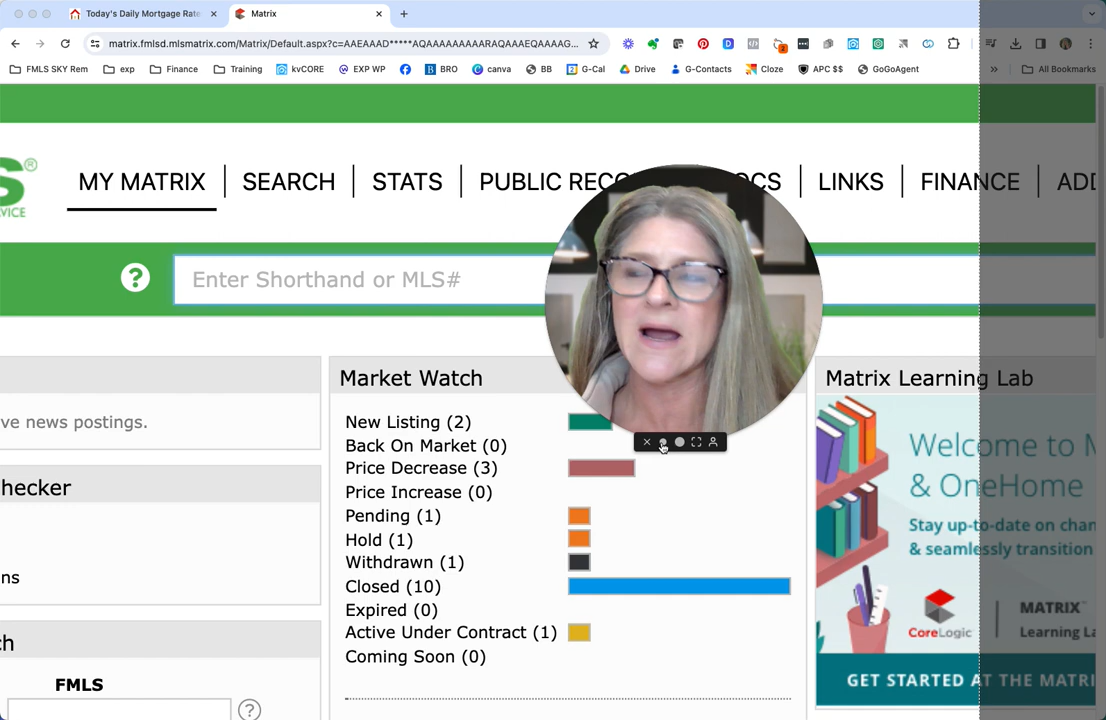 Today's Daily Mortgage Rate
Matrix
matrix.fmlsd.mlsmatrix.com/Matrix/Default.aspx?c=AAEAAAD*****AQAAAAAAAAARAQAAAEQAAAAG...
FMLS SKY Rem
exp
Finance
Training
kvCORE
EXP WP
BRO
canva
BB
G-Cal
Drive
G-Contacts
Cloze
APC $$
GoGoAgent
All Bookmarks
S®
VICE
MY MATRIX
SEARCH
STATS
PUBLIC RECO
OCS
LINKS
FINANCE
ADD
Enter Shorthand or MLS#
ve news postings.
hecker
ns
ch
FMLS
Market Watch
New Listing (2)
Back On Market (0)
Price Decrease (3)
Price Increase (0)
Pending (1)
Hold (1)
Withdrawn (1)
Closed (10)
Expired (0)
Active Under Contract (1)
Coming Soon (0)
Matrix Learning Lab
Welcome to M
& OneHome
Stay up-to-date on chan
& seamlessly transition
CoreLogic
MATRIX™
Learning La
GET STARTED AT THE MATRI